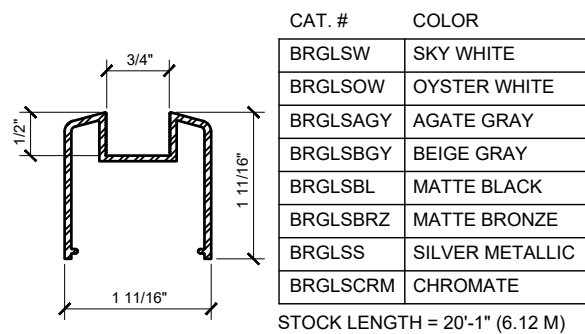 3/4"
1/2"
1 11/16"
1 11/16"
CAT. # COLOR
BRGLSW SKY WHITE
BRGLSOW OYSTER WHITE
BRGLSAGY AGATE GRAY
BRGLSBGY BEIGE GRAY
BRGLSBL MATTE BLACK
BRGLSBRZ MATTE BRONZE
BRGLSS SILVER METALLIC
BRGLSCRM CHROMATE
STOCK LENGTH = 20'-1" (6.12 M)